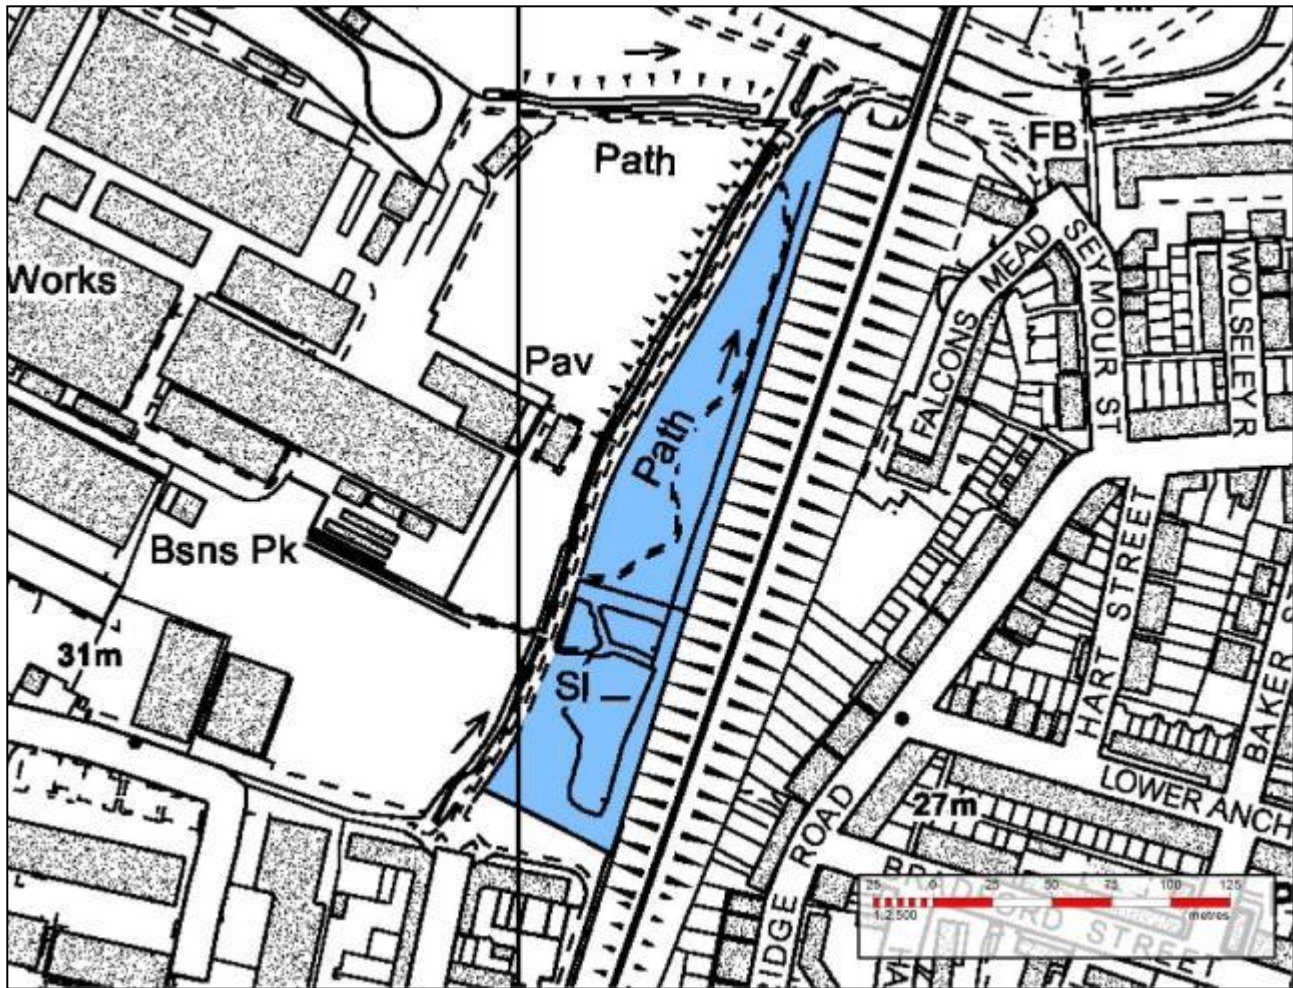 Path
FB
Works
MEAD
FALCONS
SEYMOUR ST
WOLSELEY R
Pav
Path
Bsns Pk
HART STREET
BAKER S
31m
Sl
LOWER ANCH
27m
RIDGE ROAD
BRADFORD STREET
25 0 25 50 75 100 125
1:2,500 metres